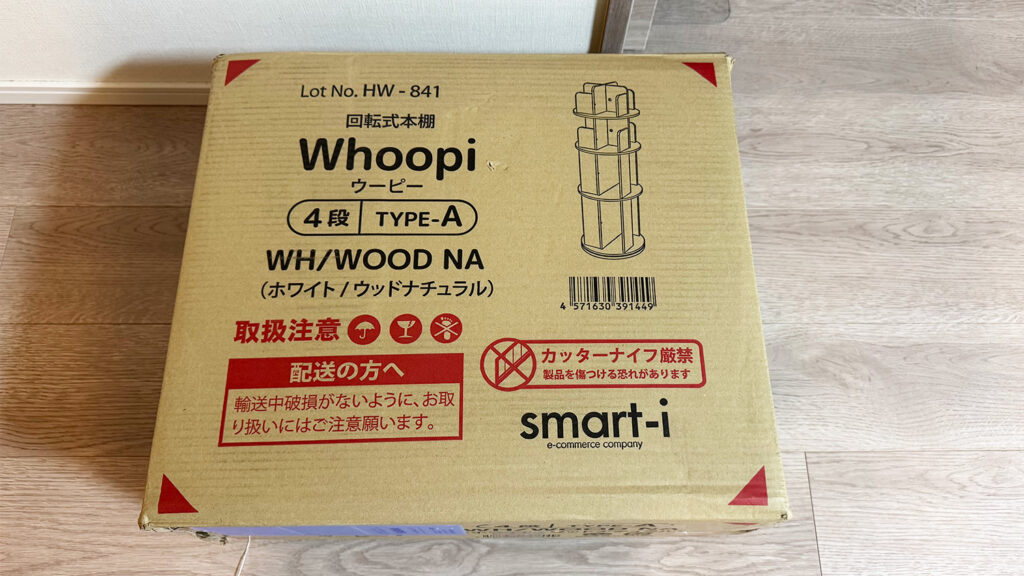 Lot No. HW - 841
回転式本棚
Whoopi
ウーピー
4段 TYPE-A
WH/WOOD NA
(ホワイト / ウッドナチュラル)
4 571630 391449
取扱注意
配送の方へ
輸送中破損がないように、お取
り扱いにはご注意願います。
カッターナイフ厳禁
製品を傷つける恐れがあります
smart-i
e-commerce company